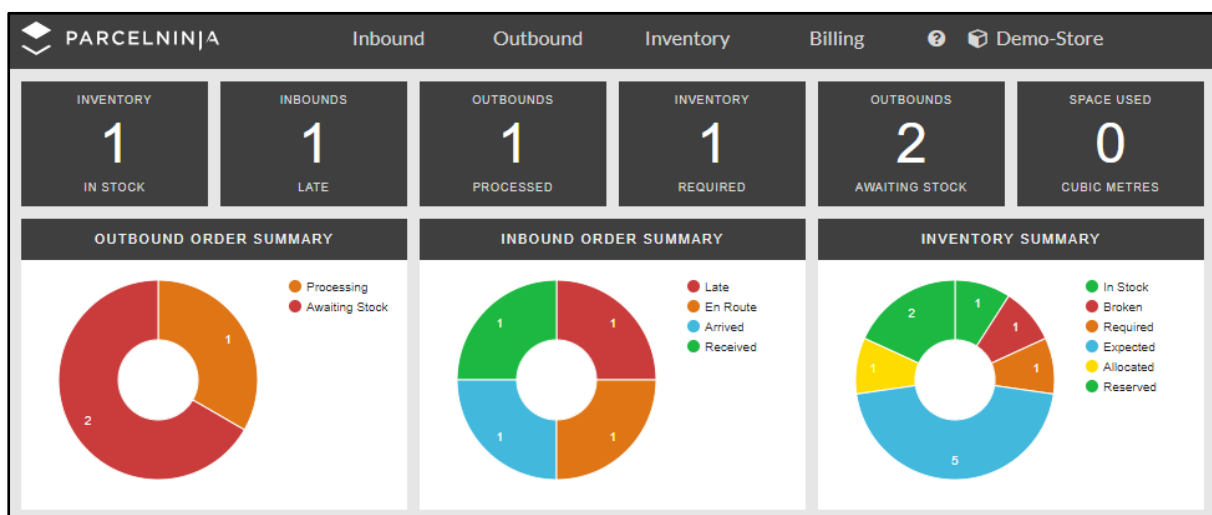 PARCELNINJA Inbound Outbound Inventory Billing ? Demo-Store
INVENTORY
1
IN STOCK
INBOUNDS
1
LATE
OUTBOUNDS
1
PROCESSED
INVENTORY
1
REQUIRED
OUTBOUNDS
2
AWAITING STOCK
SPACE USED
0
CUBIC METRES
OUTBOUND ORDER SUMMARY
Processing
Awaiting Stock
1
2
INBOUND ORDER SUMMARY
Late
En Route
Arrived
Received
1
1
1
1
INVENTORY SUMMARY
In Stock
Broken
Required
Expected
Allocated
Reserved
2
1
1
1
1
5